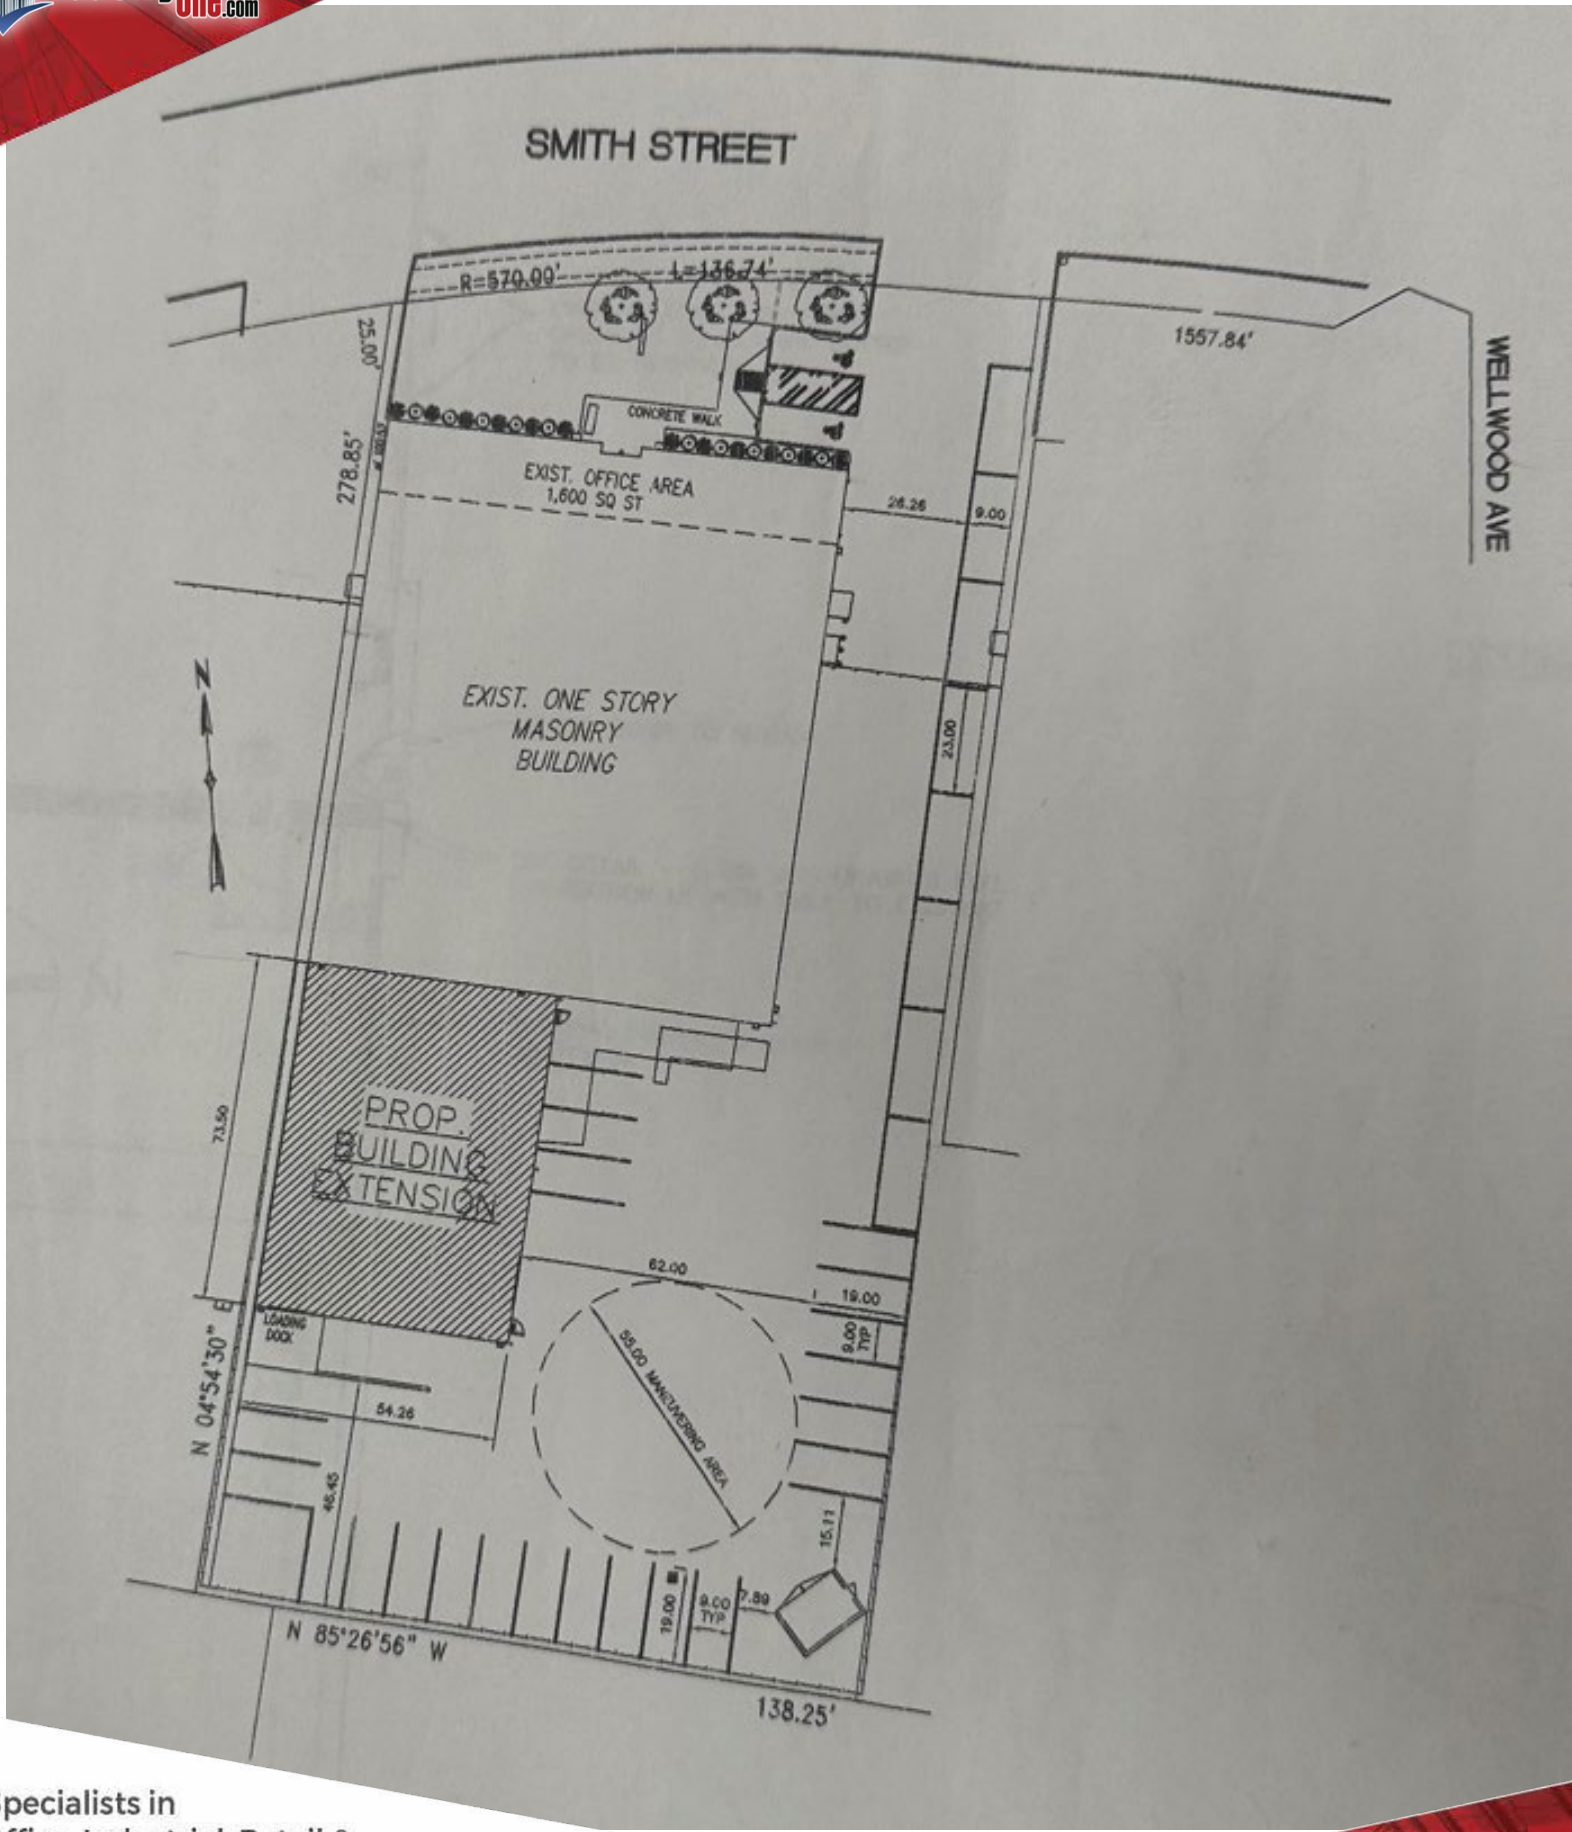 one.com
SMITH STREET
R=570.00'
L=136.74'
25.00'
1557.84'
WELLWOOD AVE
278.85'
CONCRETE WALK
EXIST. OFFICE AREA
1,600 SQ ST
26.26
9.00
N
EXIST. ONE STORY
MASONRY
BUILDING
23.00
73.50
PROP.
BUILDING
EXTENSION
62.00
19.00
9.00
TYP
LOADING
DOCK
N 04°54'30" E
54.26
55.00 MANEUVERING AREA
46.45
15.11
19.00
9.00
TYP
7.89
N 85°26'56" W
138.25'
pecialists in